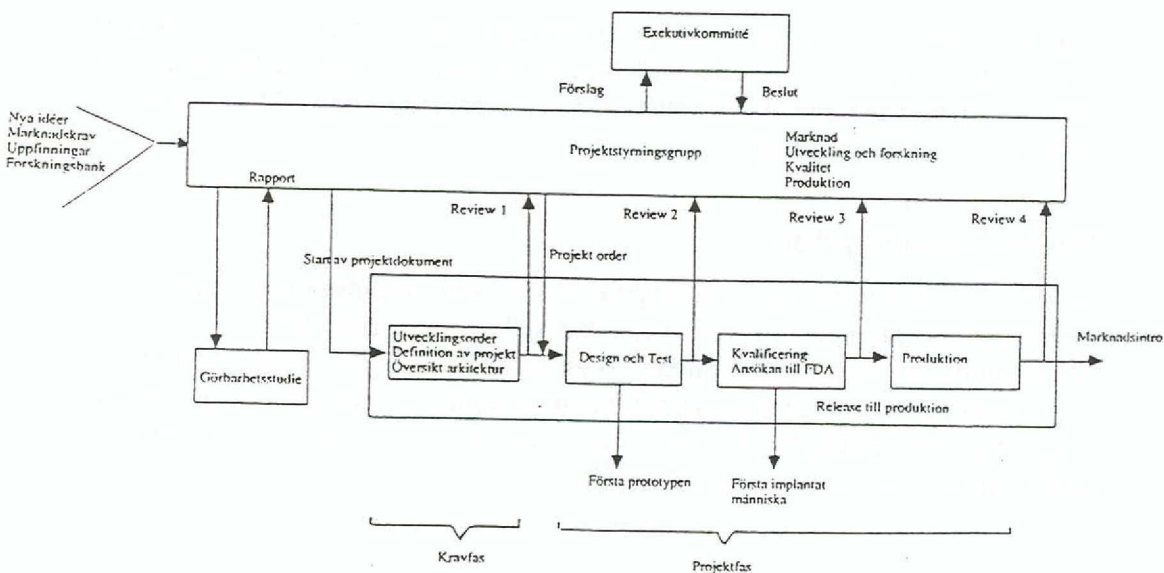 Exekutivkommitté
Förslag
Beslut
Nya idéer
Marknadskrav
Uppfinningar
Forskningsbank
Projektstyrningsgrupp
Marknad
Utveckling och forskning
Kvalitet
Produktion
Rapport
Review 1
Review 2
Review 3
Review 4
Start av projektdokument
Projekt order
Utvecklingsorder
Definition av projekt
Översikt arkitektur
Design och Test
Kvalificering
Ansökan till FDA
Produktion
Marknadsintro
Görbarhetsstudie
Release till produktion
Första prototypen
Första implantat
människa
Kravfas
Projektfas